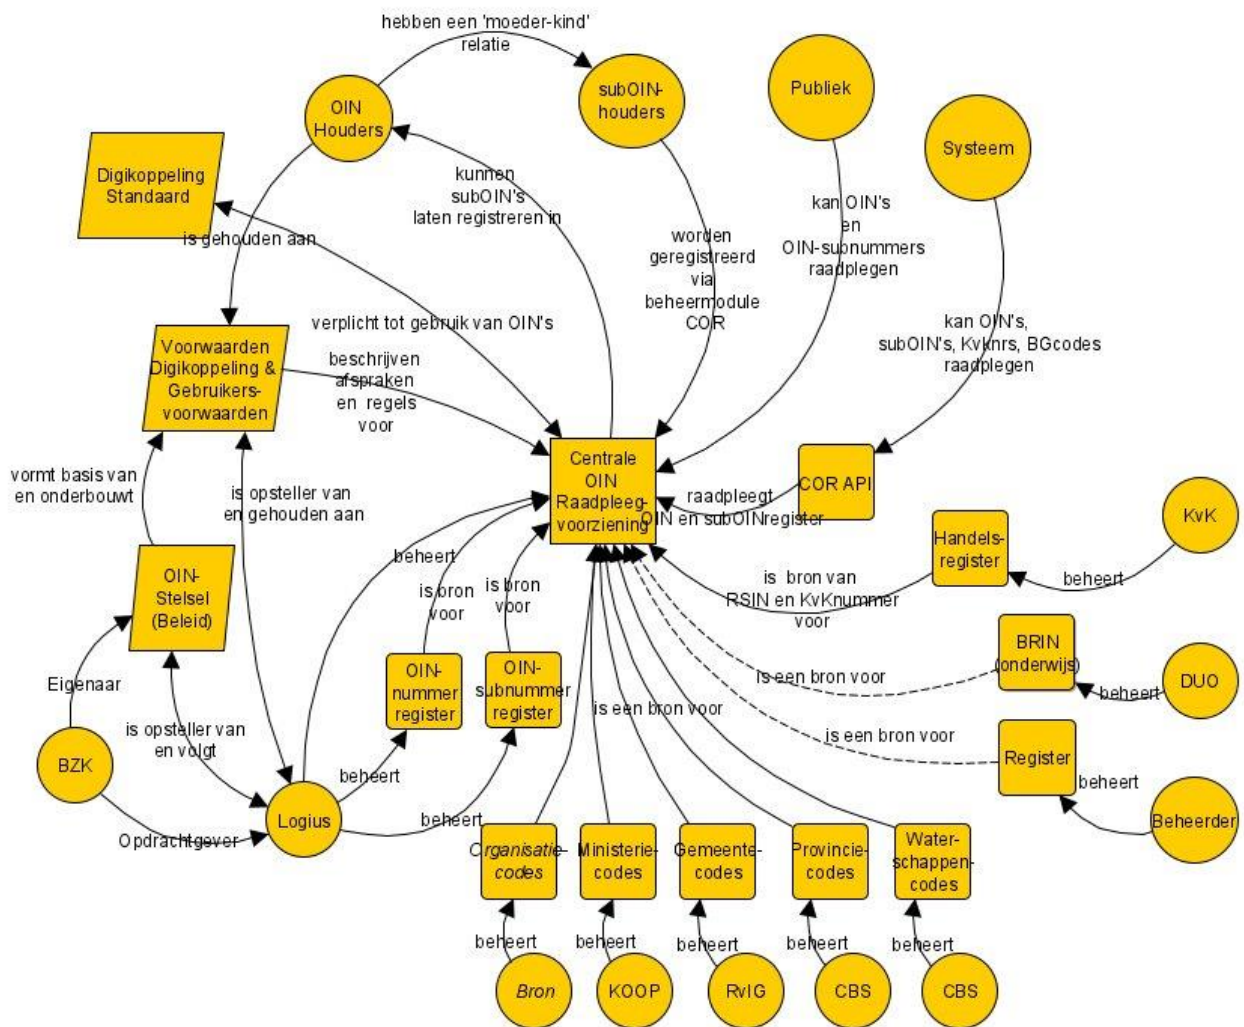 hebben een 'moeder-kind'
relatie
OIN
Houders
subOIN-
houders
Publiek
Systeem
Digikoppeling
Standaard
kunnen
subOIN's
laten registreren in
kan OIN's
en
OIN-subnummers
raadplegen
is gehouden aan
worden
geregistreerd
via
beheermodule
COR
verplicht tot gebruik van OIN's
kan OIN's,
subOIN's, Kvknrs, BGcodes
raadplegen
Voorwaarden
Digikoppeling &
Gebruikers-
voorwaarden
beschrijven
afspraken
en regels
voor
Centrale
OIN
Raadpleeg-
voorziening
COR API
raadpleegt
OIN en subOINregister
vormt basis van
en onderbouwt
is opsteller van
en gehouden aan
KvK
Handels-
register
beheert
beheert
is bron
voor
is bron
voor
is bron van
RSIN en KvKnummer
voor
OIN-
Stelsel
(Beleid)
BRIN
(onderwijs)
OIN-
nummer
register
OIN-
subnummer
register
is een bron voor
beheert
DUO
Eigenaar
is een bron voor
is een bron voor
is opsteller van
en volgt
BZK
Register
beheert
beheert
Logius
beheert
Beheerder
Opdrachtgever
Organisatie-
codes
Ministerie-
codes
Gemeente-
codes
Provincie-
codes
Water-
schappen-
codes
beheert
beheert
beheert
beheert
beheert
Bron
KOOP
RvIG
CBS
CBS